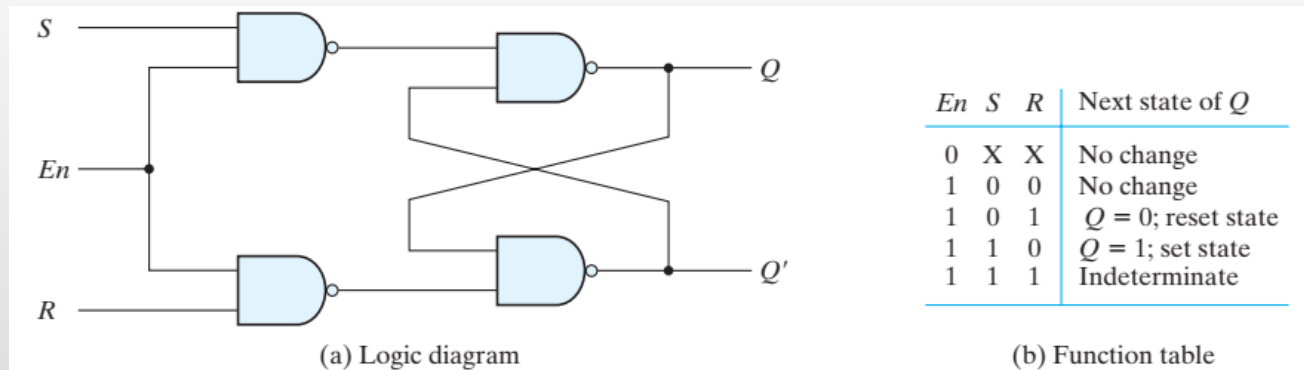 S
En
R
Q
Q′
(a) Logic diagram
En S R Next state of Q
0 X X No change
1 0 0 No change
1 0 1 Q = 0; reset state
1 1 0 Q = 1; set state
1 1 1 Indeterminate
(b) Function table